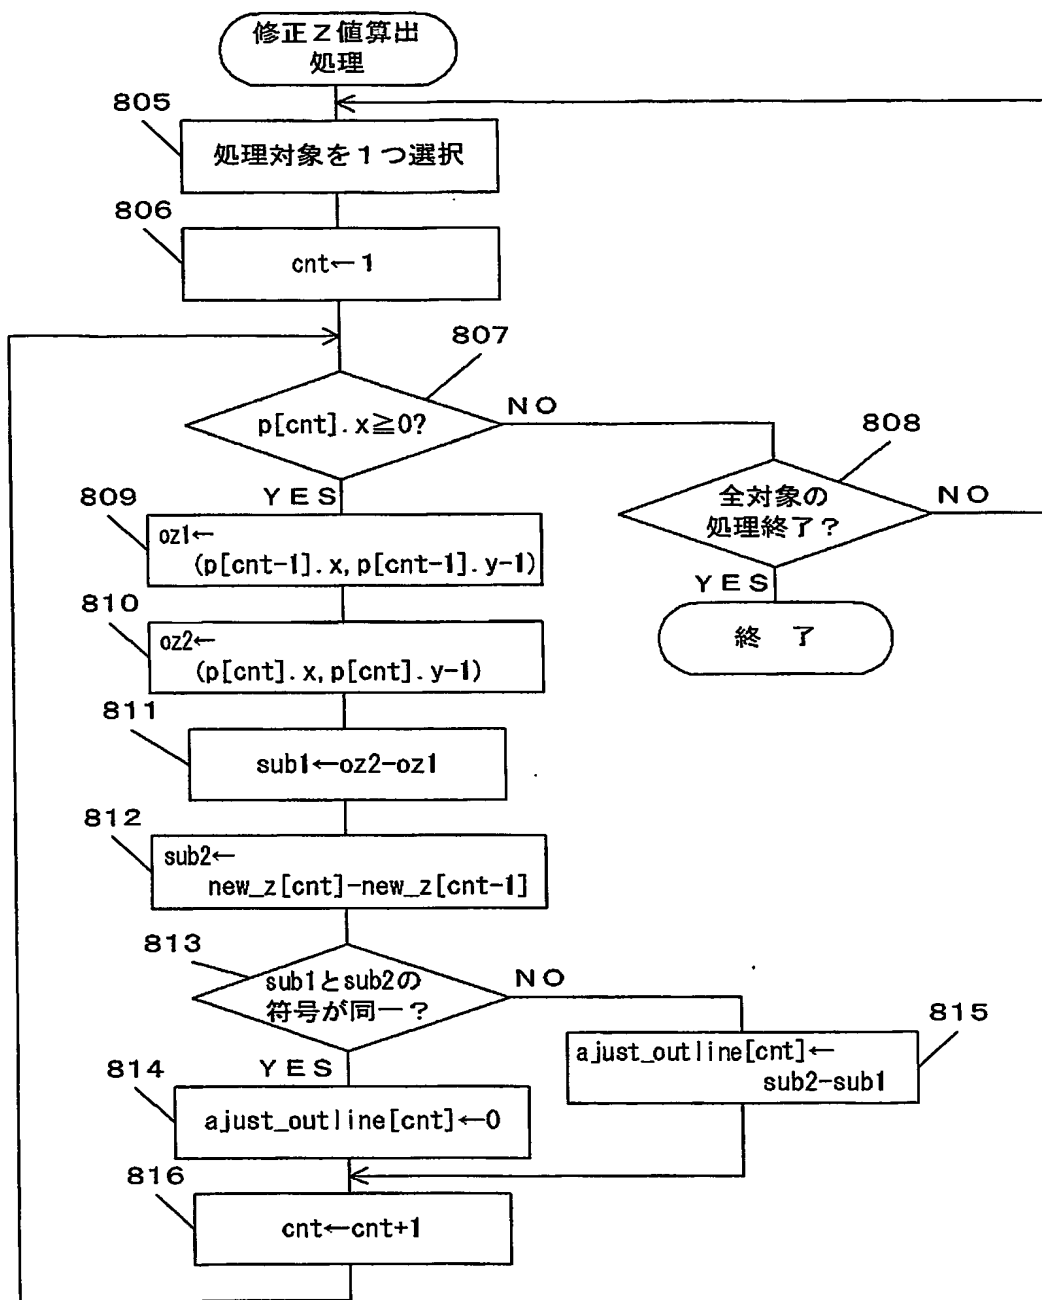 修正Z値算出
処理
805
処理対象を1つ選択
806
cnt←1
807
p[cnt].x≧0?
NO
808
全対象の
処理終了?
NO
YES
終 了
YES
809
oz1←
(p[cnt-1].x,p[cnt-1].y-1)
810
oz2←
(p[cnt].x,p[cnt].y-1)
811
sub1←oz2-oz1
812
sub2←
new_z[cnt]-new_z[cnt-1]
813
sub1とsub2の
符号が同一?
NO
815
ajust_outline[cnt]←
sub2-sub1
YES
814
ajust_outline[cnt]←0
816
cnt←cnt+1